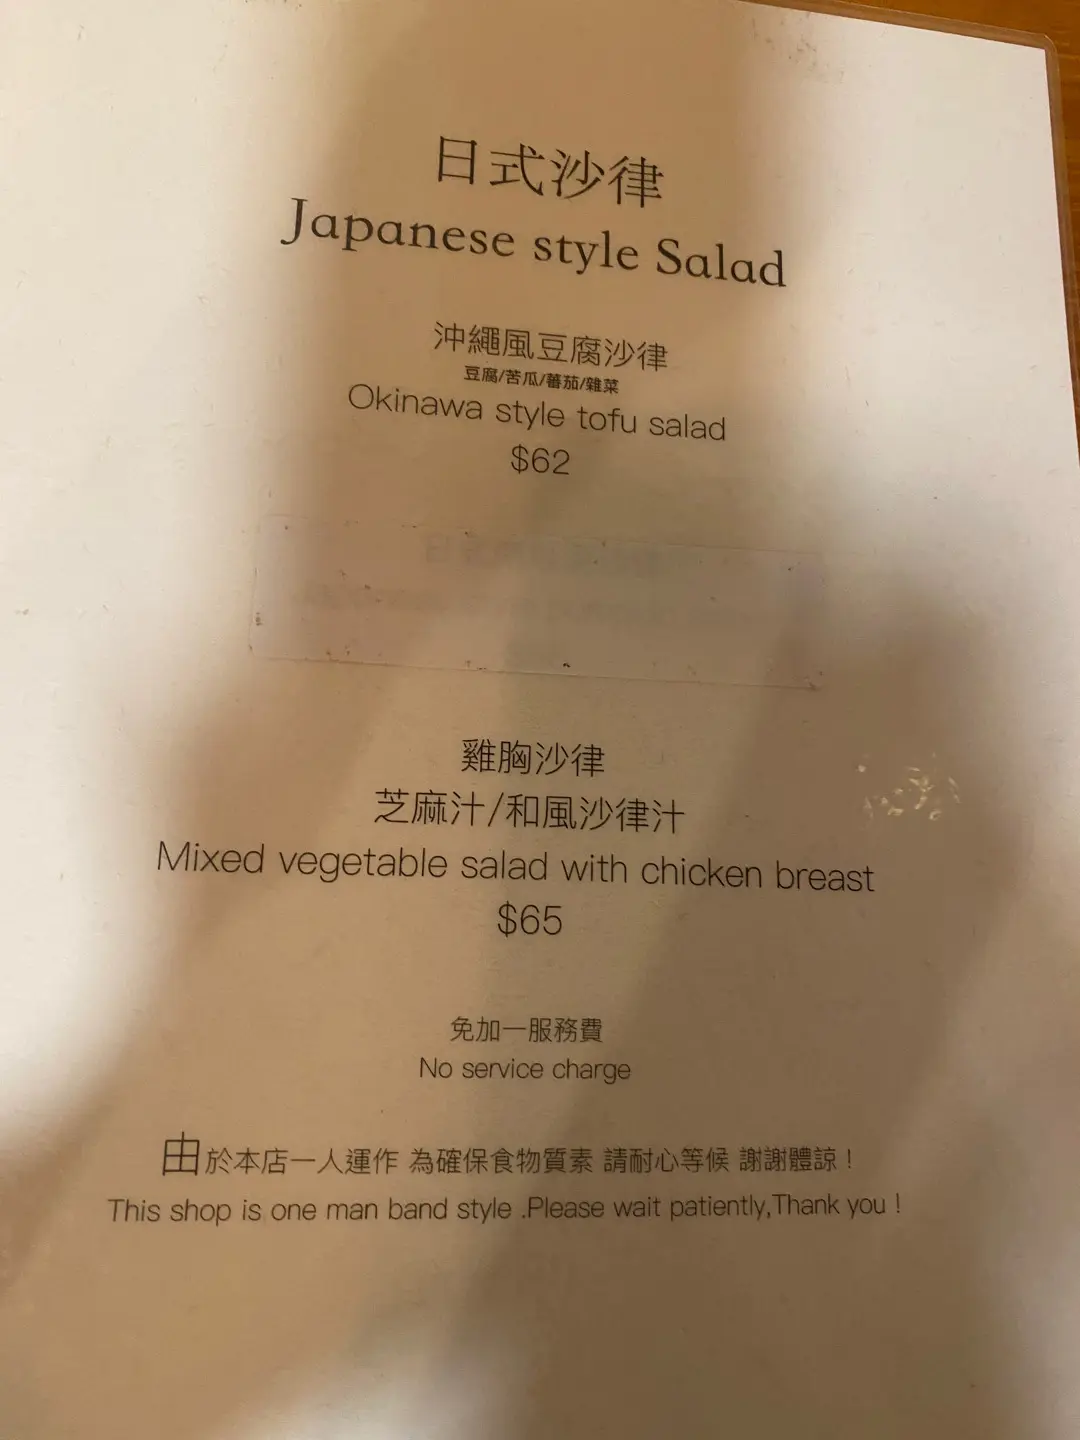 日式沙律
Japanese style Salad
沖繩風豆腐沙律
豆腐/苦瓜/蕃茄/雜菜
Okinawa style tofu salad
$62
雞胸沙律
芝麻汁/和風沙律汁
Mixed vegetable salad with chicken breast
$65
免加一服務費
No service charge
由於本店一人運作 為確保食物質素 請耐心等候 謝謝體諒！
This shop is one man band style .Please wait patiently,Thank you !